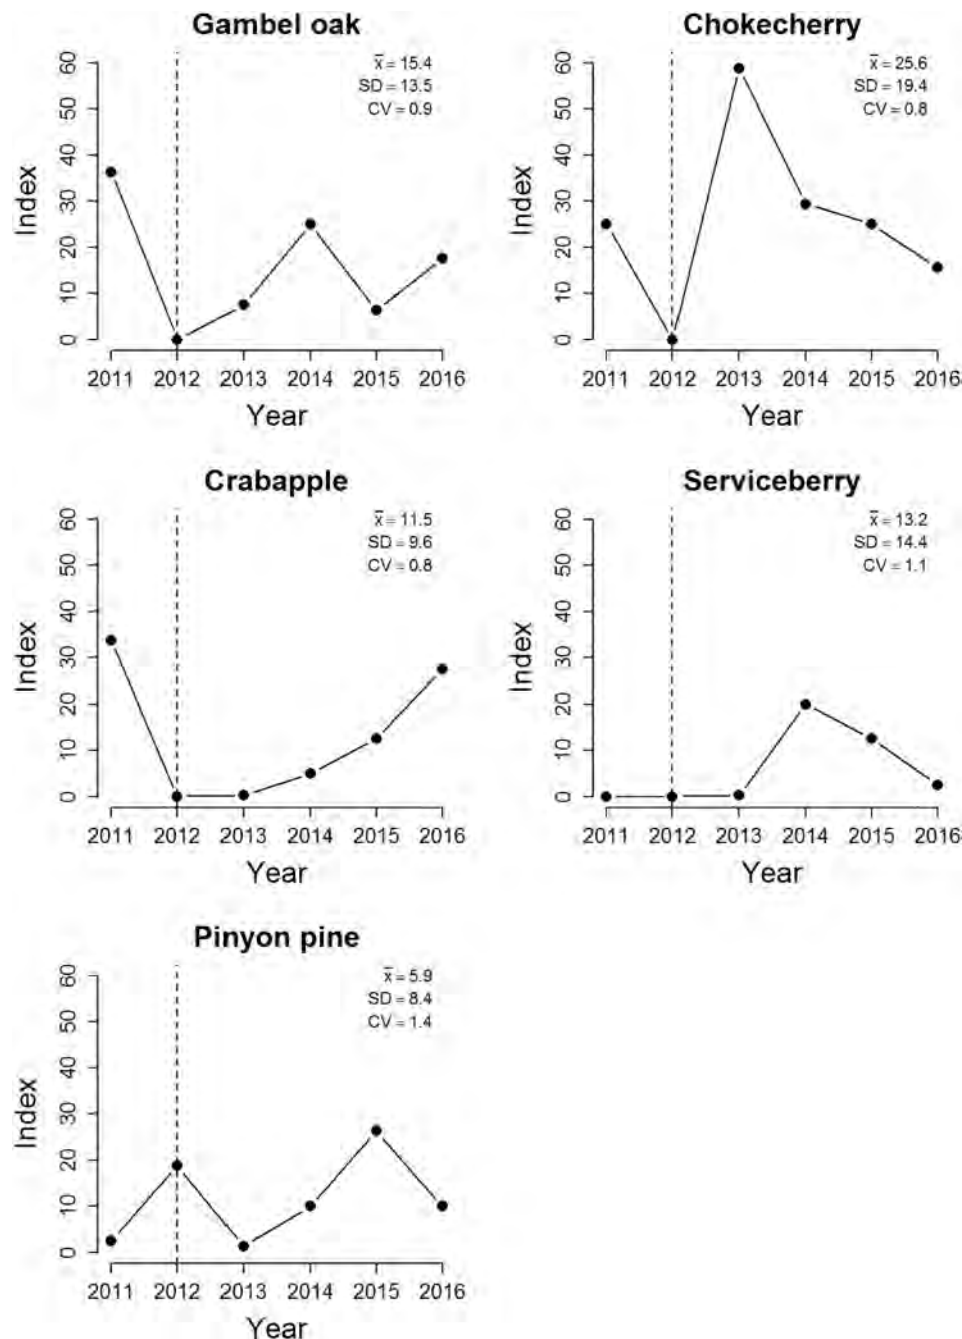 Gambel oak
x̄ = 15.4
SD = 13.5
CV = 0.9
60
50
40
30
20
10
0
Index
2011 2012 2013 2014 2015 2016
Year
Chokecherry
x̄ = 25.6
SD = 19.4
CV = 0.8
60
50
40
30
20
10
0
Index
2011 2012 2013 2014 2015 2016
Year
Crabapple
x̄ = 11.5
SD = 9.6
CV = 0.8
60
50
40
30
20
10
0
Index
2011 2012 2013 2014 2015 2016
Year
Serviceberry
x̄ = 13.2
SD = 14.4
CV = 1.1
60
50
40
30
20
10
0
Index
2011 2012 2013 2014 2015 2016
Year
Pinyon pine
x̄ = 5.9
SD = 8.4
CV = 1.4
60
50
40
30
20
10
0
Index
2011 2012 2013 2014 2015 2016
Year